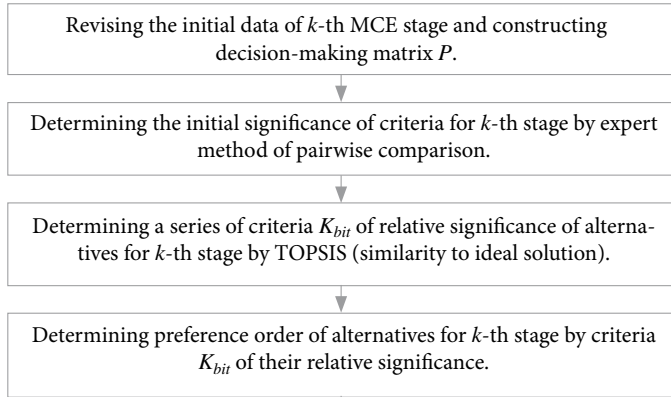 Revising the initial data of k-th MCE stage and constructing
decision-making matrix P.
Determining the initial significance of criteria for k-th stage by expert
method of pairwise comparison.
Determining a series of criteria K_bit of relative significance of alterna-
tives for k-th stage by TOPSIS (similarity to ideal solution).
Determining preference order of alternatives for k-th stage by criteria
K_bit of their relative significance.